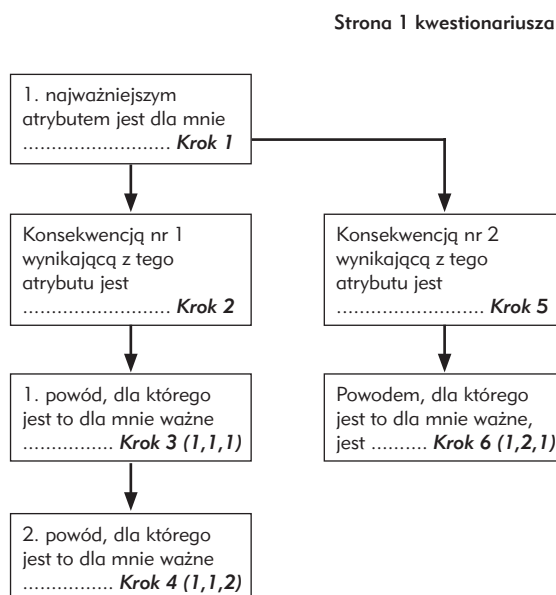 Strona 1 kwestionariusza
1. najważniejszym
atrybutem jest dla mnie
........................... Krok 1
Konsekwencją nr 1
wynikającą z tego
atrybutu jest
........................... Krok 2
Konsekwencją nr 2
wynikającą z tego
atrybutu jest
........................... Krok 5
1. powód, dla którego
jest to dla mnie ważne
................ Krok 3 (1,1,1)
Powodem, dla którego
jest to dla mnie ważne,
jest .......... Krok 6 (1,2,1)
2. powód, dla którego
jest to dla mnie ważne
................ Krok 4 (1,1,2)